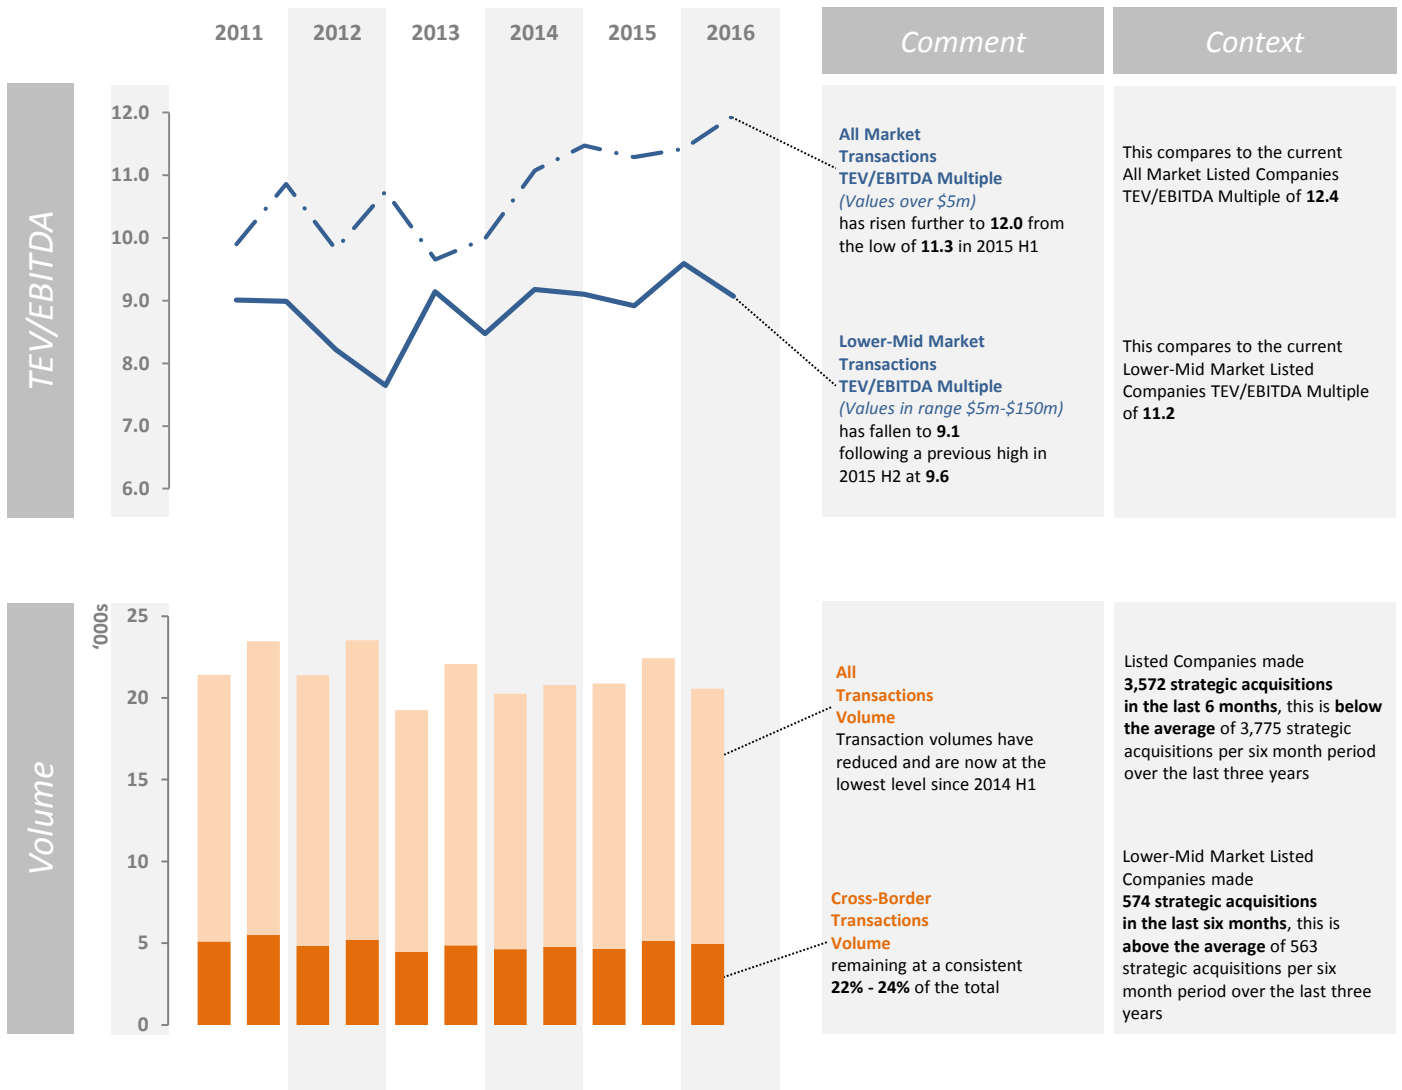 2011
2012
2013
2014
2015
2016
Comment
Context
TEV/EBITDA
12.0
11.0
10.0
9.0
8.0
7.0
6.0
All Market
Transactions
TEV/EBITDA Multiple
(Values over $5m)
has risen further to 12.0 from
the low of 11.3 in 2015 H1
This compares to the current
All Market Listed Companies
TEV/EBITDA Multiple of 12.4
Lower-Mid Market
Transactions
TEV/EBITDA Multiple
(Values in range $5m-$150m)
has fallen to 9.1
following a previous high in
2015 H2 at 9.6
This compares to the current
Lower-Mid Market Listed
Companies TEV/EBITDA Multiple
of 11.2
Volume
‘000s
25
20
15
10
5
0
All
Transactions
Volume
Transaction volumes have
reduced and are now at the
lowest level since 2014 H1
Listed Companies made
3,572 strategic acquisitions
in the last 6 months, this is below
the average of 3,775 strategic
acquisitions per six month period
over the last three years
Cross-Border
Transactions
Volume
remaining at a consistent
22% - 24% of the total
Lower-Mid Market Listed
Companies made
574 strategic acquisitions
in the last six months, this is
above the average of 563
strategic acquisitions per six
month period over the last three
years